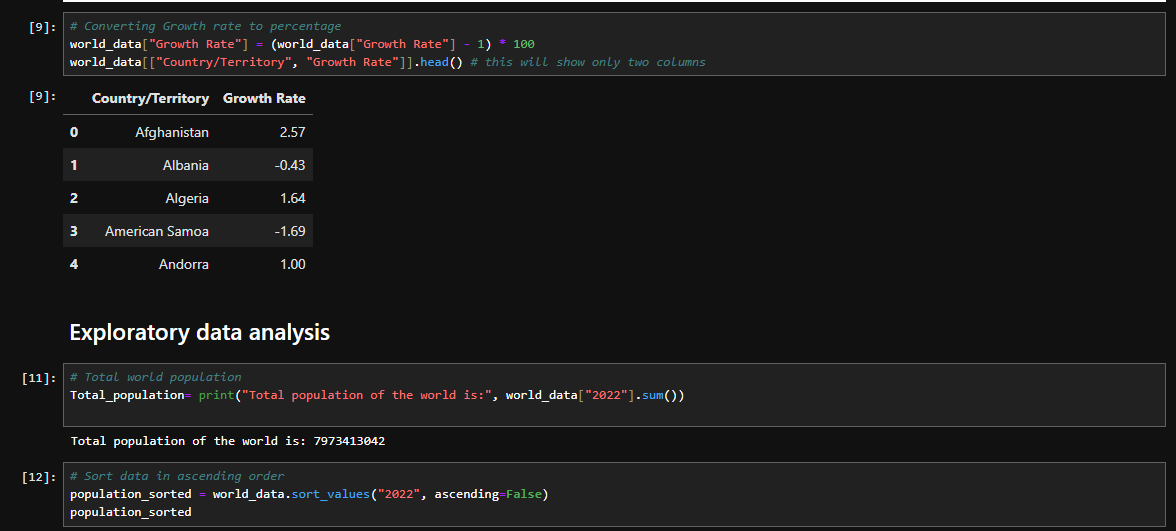 [9]: # Converting Growth rate to percentage
world_data["Growth Rate"] = (world_data["Growth Rate"] - 1) * 100
world_data[["Country/Territory", "Growth Rate"]].head() # this will show only two columns
[9]: Country/Territory Growth Rate
0 Afghanistan 2.57
1 Albania -0.43
2 Algeria 1.64
3 American Samoa -1.69
4 Andorra 1.00
Exploratory data analysis
[11]: # Total world population
Total_population= print("Total population of the world is:", world_data["2022"].sum())
Total population of the world is: 7973413042
[12]: # Sort data in ascending order
population_sorted = world_data.sort_values("2022", ascending=False)
population_sorted